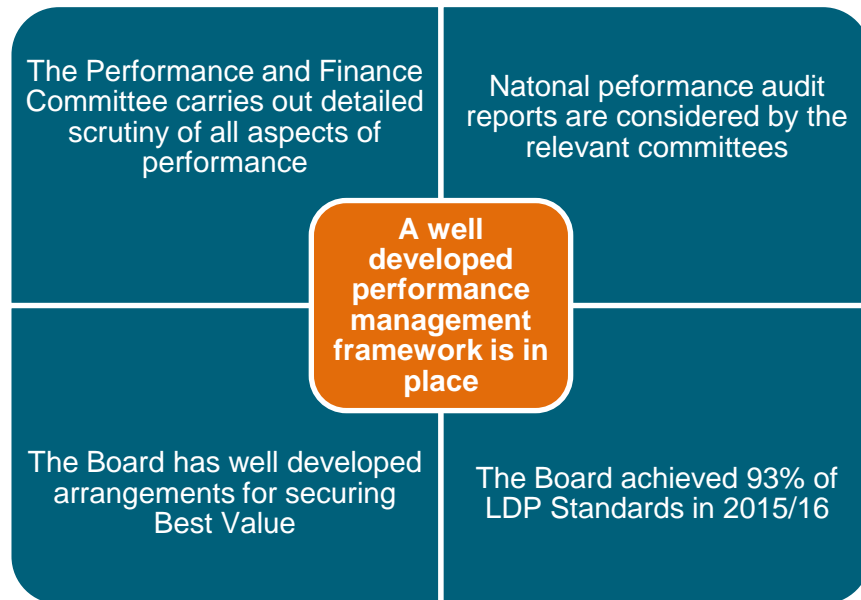 The Performance and Finance
Committee carries out detailed
scrutiny of all aspects of
performance
Natonal peformance audit
reports are considered by the
relevant committees
A well
developed
performance
management
framework is in
place
The Board has well developed
arrangements for securing
Best Value
The Board achieved 93% of
LDP Standards in 2015/16